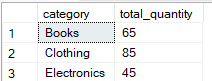 category total_quantity
1 Books 65
2 Clothing 85
3 Electronics 45